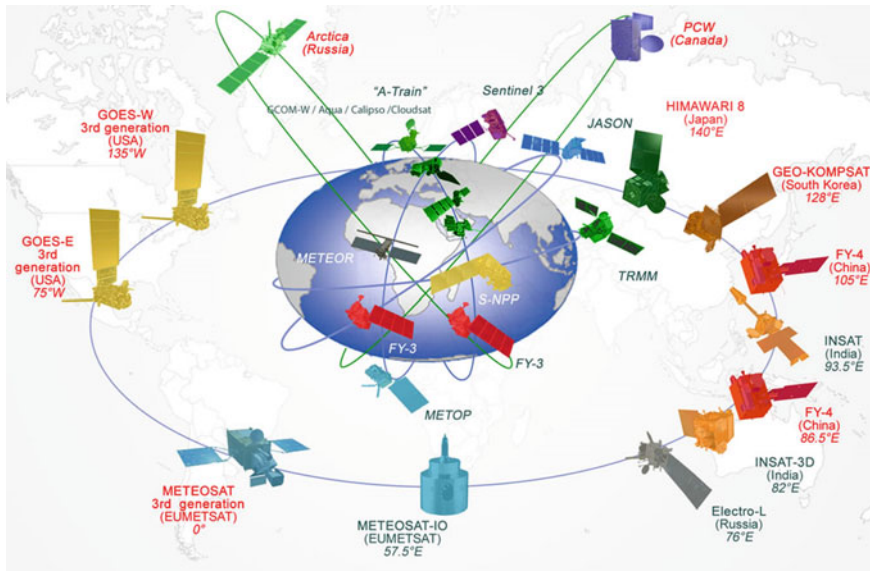 Arctica
(Russia)
PCW
(Canada)
"A-Train"
GCOM-W / Aqua / Calipso /Cloudsat
Sentinel 3
JASON
HIMAWARI 8
(Japan)
140°E
GOES-W
3rd generation
(USA)
135°W
GEO-KOMPSAT
(South Korea)
128°E
GOES-E
3rd
generation
(USA)
75°W
METEOR
TRMM
FY-4
(China)
105°E
S-NPP
INSAT
(India)
93.5°E
FY-3
FY-3
METOP
FY-4
(China)
86.5°E
INSAT-3D
(India)
82°E
METEOSAT
3rd generation
(EUMETSAT)
0°
METEOSAT-IO
(EUMETSAT)
57.5°E
Electro-L
(Russia)
76°E